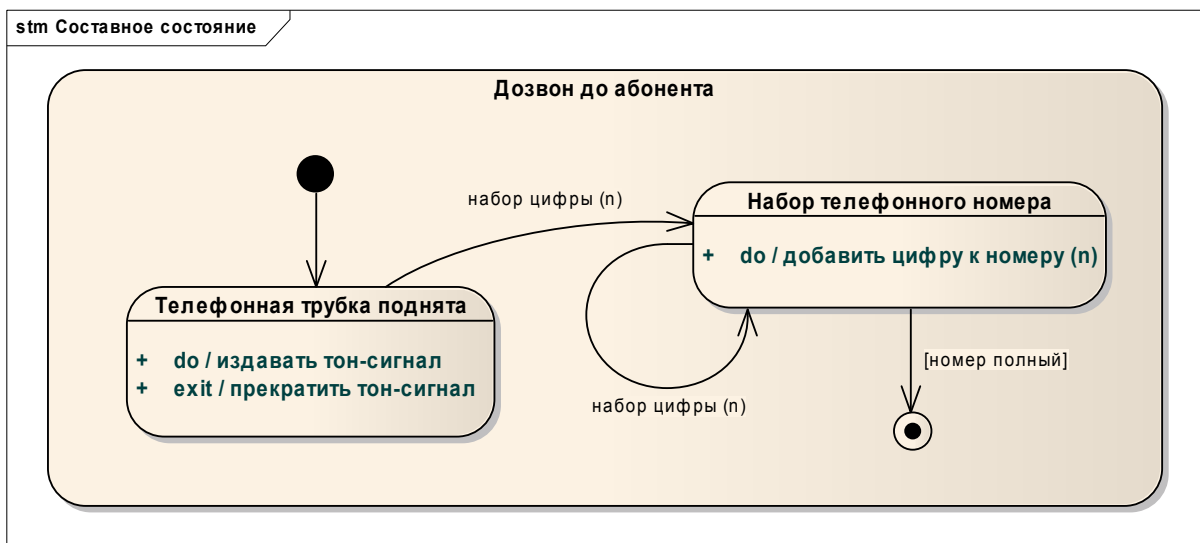 stm Составное состояние
Дозвон до абонента
набор цифры (n)
Набор телефонного номера
+ do / добавить цифру к номеру (n)
Телефонная трубка поднята
+ do / издавать тон-сигнал
+ exit / прекратить тон-сигнал
[номер полный]
набор цифры (n)